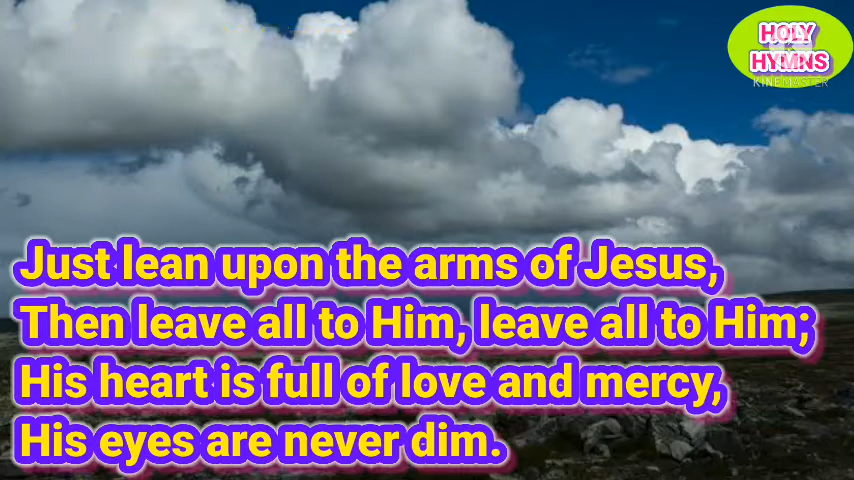 HOLY
HYMNS
KINEMASTER
Just lean upon the arms of Jesus,
Then leave all to Him, leave all to Him;
His heart is full of love and mercy,
His eyes are never dim.